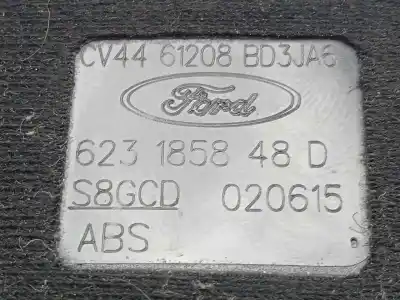 CV44 61208 BD3JA6
Ford
623 1858 48 D
S8GCD 020615
ABS